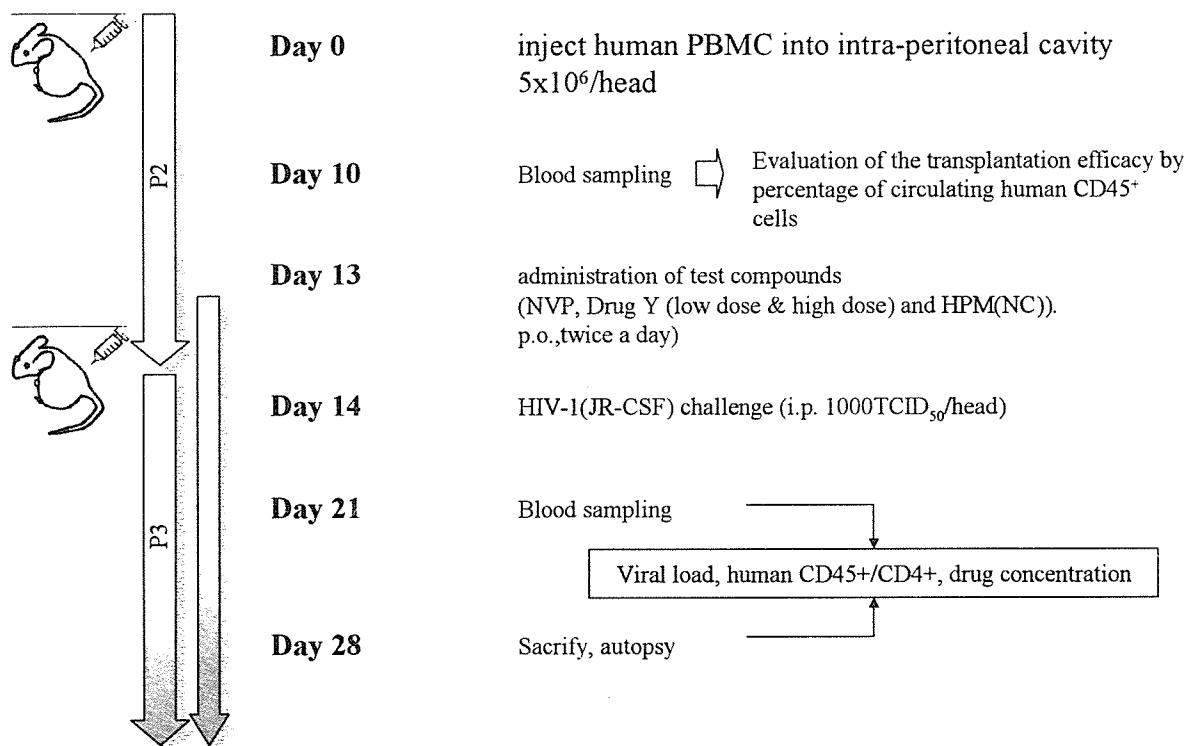 Day 0
inject human PBMC into intra-peritoneal cavity
5x10⁶/head
P2
Day 10
Blood sampling
Evaluation of the transplantation efficacy by
percentage of circulating human CD45⁺
cells
Day 13
administration of test compounds
(NVP, Drug Y (low dose & high dose) and HPM(NC)).
p.o.,twice a day)
Day 14
HIV-1(JR-CSF) challenge (i.p. 1000TCID₅₀/head)
P3
Day 21
Blood sampling
Viral load, human CD45+/CD4+, drug concentration
Day 28
Sacrify, autopsy